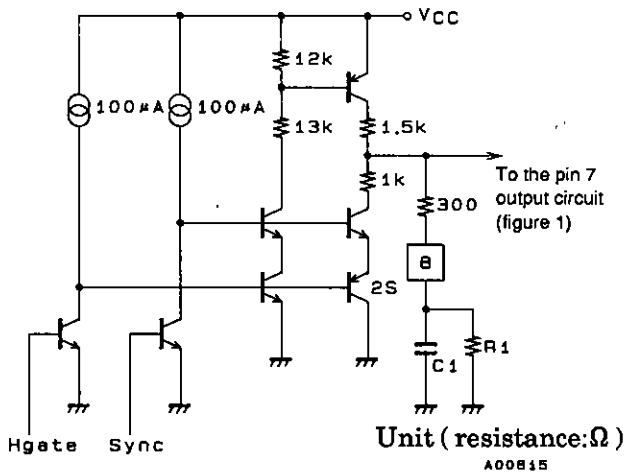 VCC
12k
100μA
100μA
13k
1.5k
To the pin 7
output circuit
(figure 1)
1k
300
8
2S
C1
R1
Hgate
Sync
Unit (resistance:Ω)
A00815